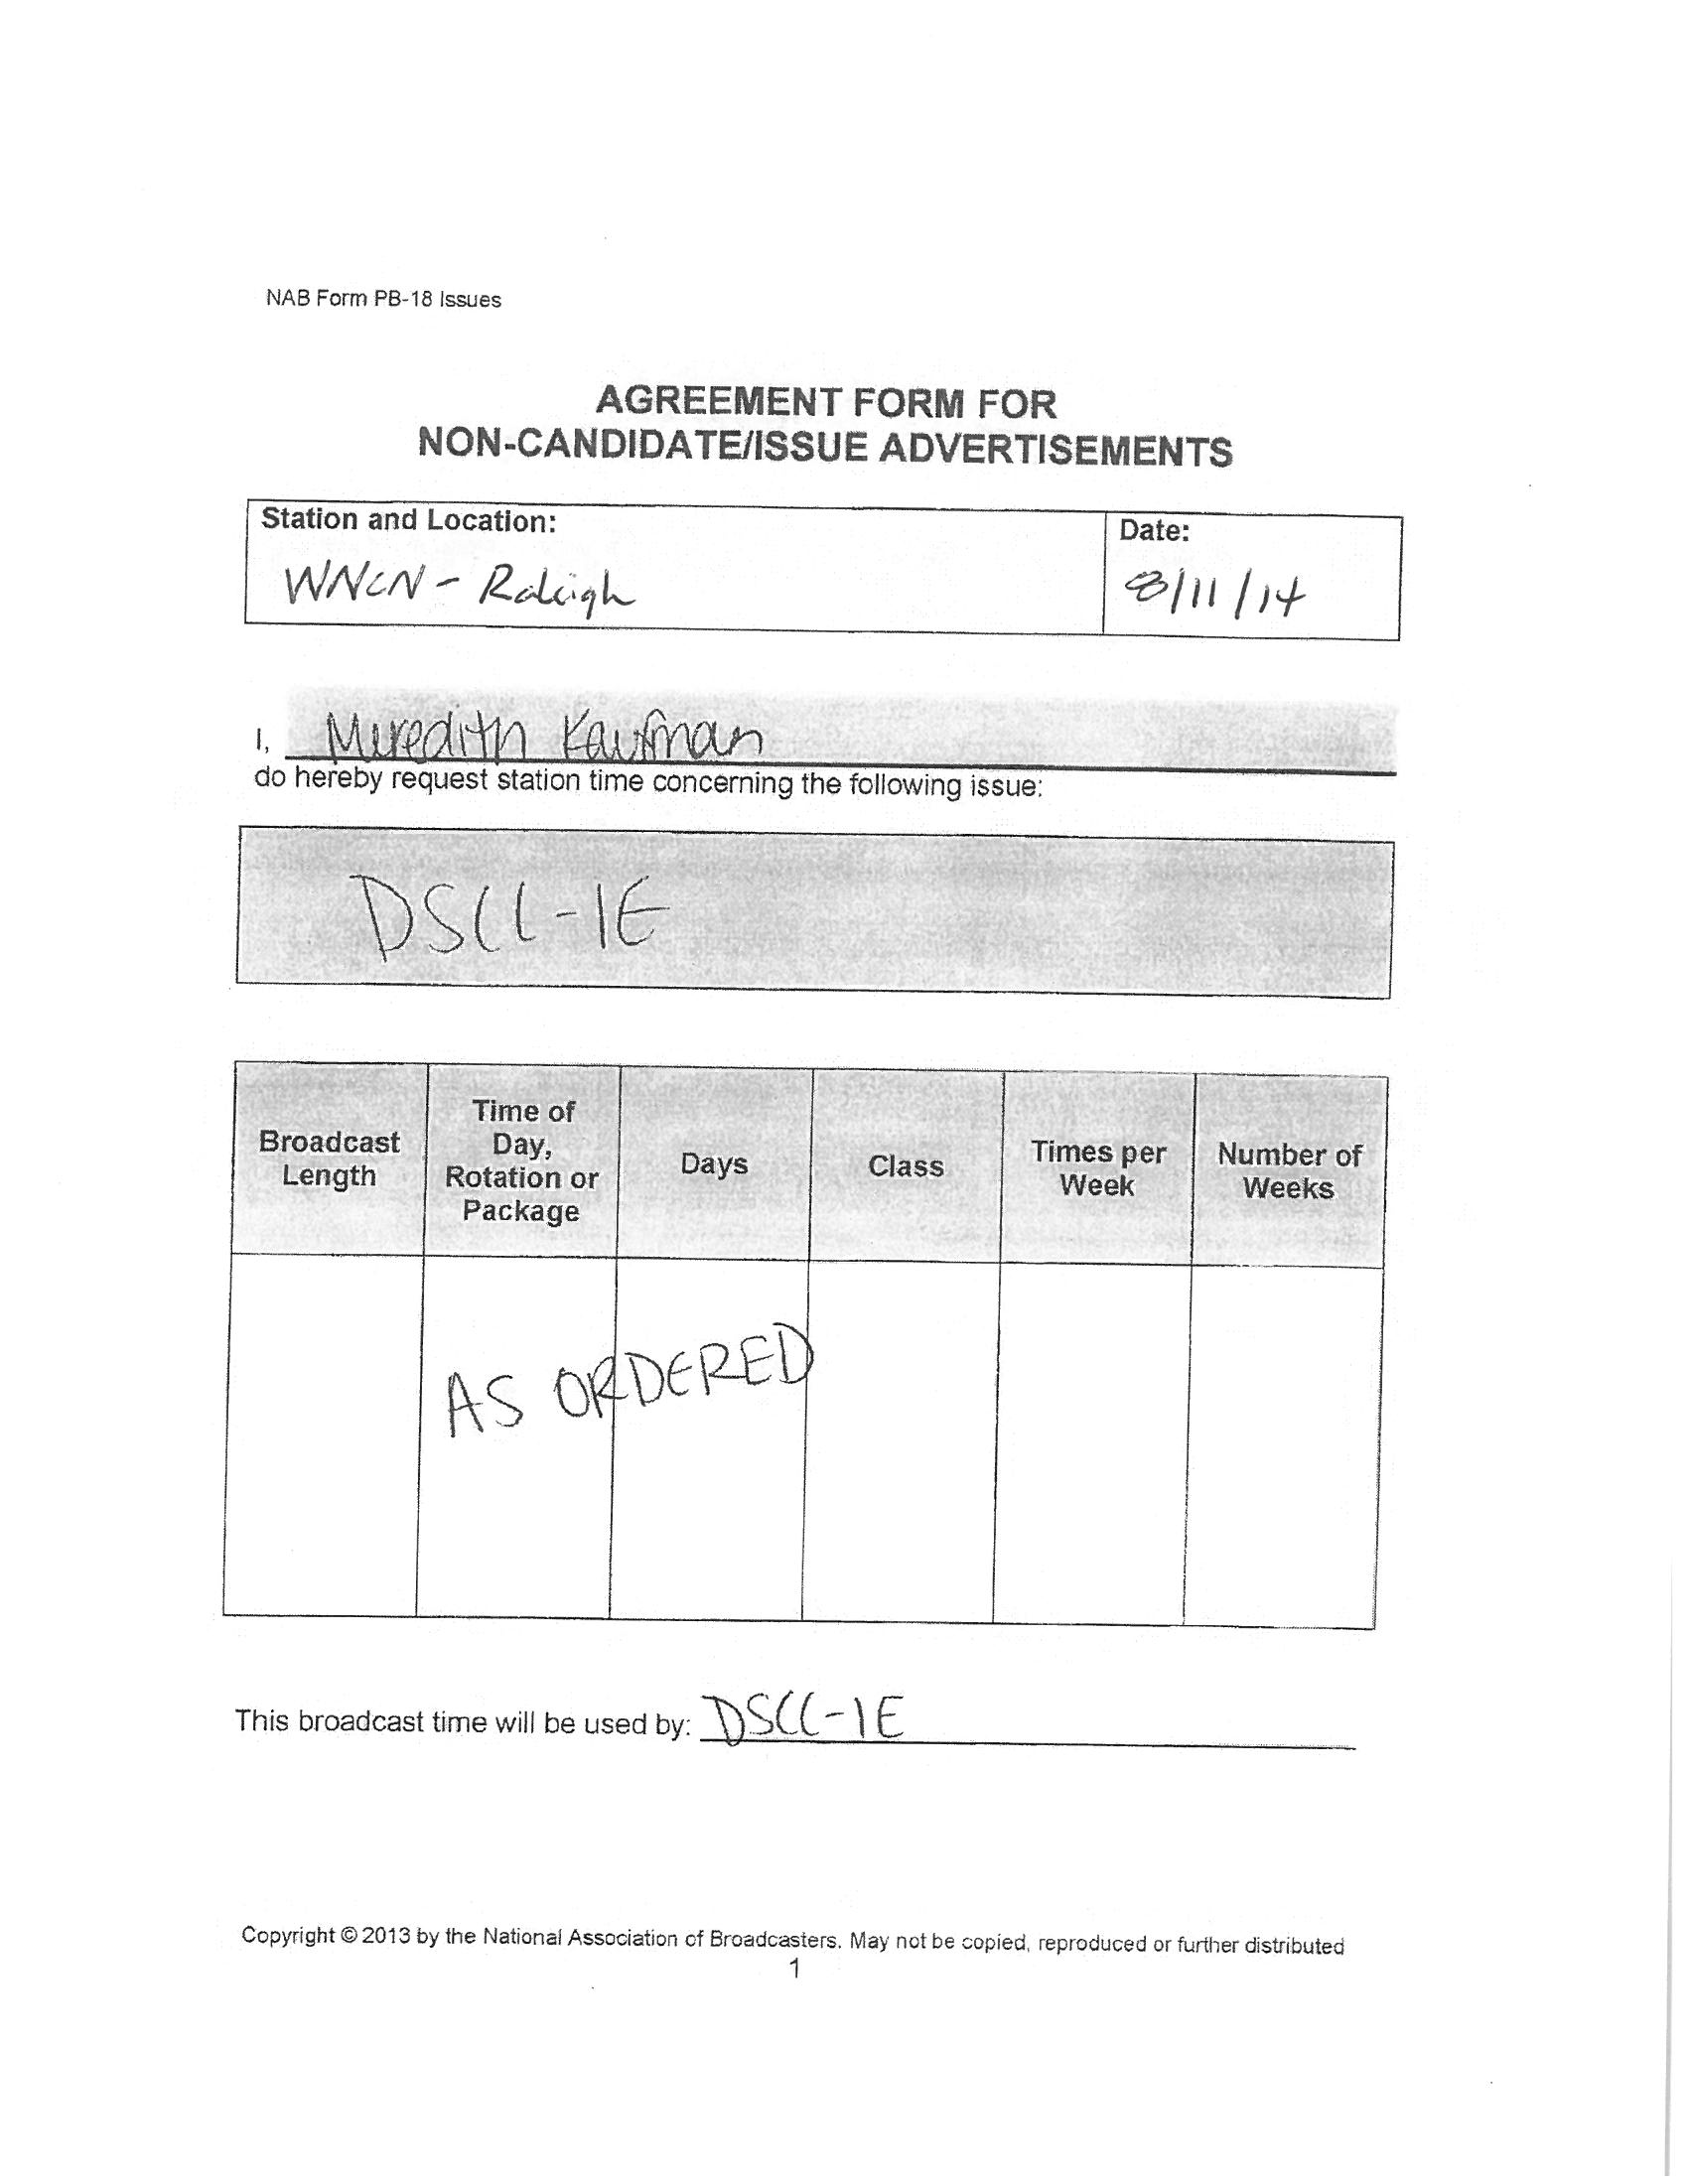 NAB Form PB-18 Issues
AGREEMENT FORM FOR
NON-CANDIDATE/ISSUE ADVERTISEMENTS
Station and Location:
Date:
WNCN - Raleigh
8/11/14
I, Meredith Kaufman
do hereby request station time concerning the following issue:
DSCC-IE
Broadcast Length
Time of Day, Rotation or Package
Days
Class
Times per Week
Number of Weeks
AS ORDERED
This broadcast time will be used by: DSCC-IE
Copyright © 2013 by the National Association of Broadcasters. May not be copied, reproduced or further distributed
1